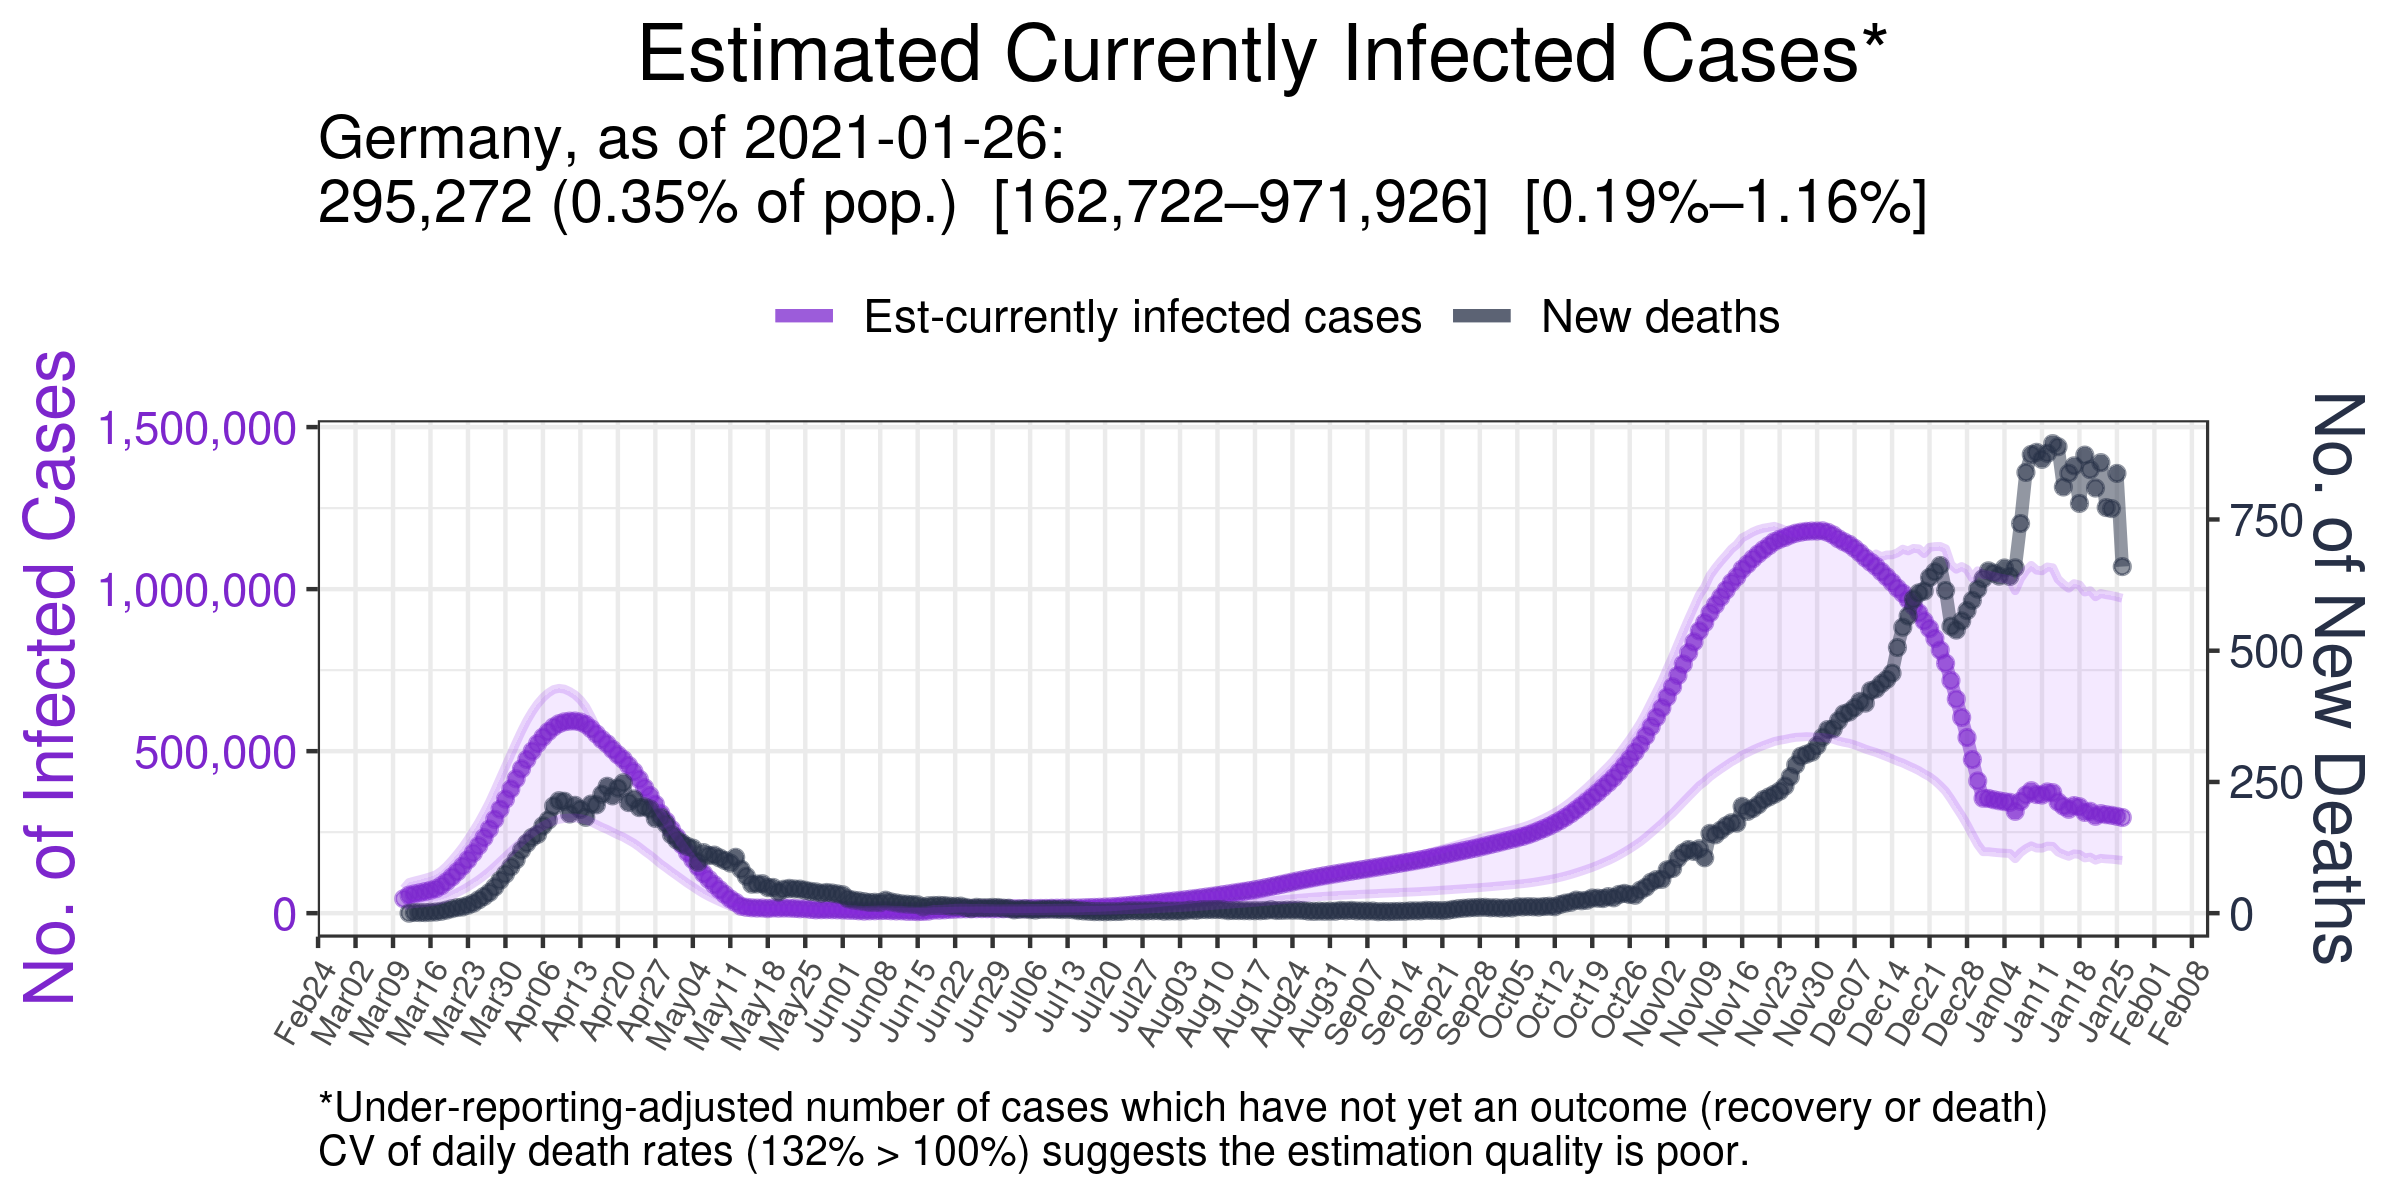 Estimated Currently Infected Cases*
Germany, as of 2021-01-26:
295,272 (0.35% of pop.) [162,722–971,926] [0.19%–1.16%]
Est-currently infected cases
New deaths
No. of Infected Cases
1,500,000
1,000,000
500,000
0
No. of New Deaths
750
500
250
0
Feb24
Mar02
Mar09
Mar16
Mar23
Mar30
Apr06
Apr13
Apr20
Apr27
May04
May11
May18
May25
Jun01
Jun08
Jun15
Jun22
Jun29
Jul06
Jul13
Jul20
Jul27
Aug03
Aug10
Aug17
Aug24
Aug31
Sep07
Sep14
Sep21
Sep28
Oct05
Oct12
Oct19
Oct26
Nov02
Nov09
Nov16
Nov23
Nov30
Dec07
Dec14
Dec21
Dec28
Jan04
Jan11
Jan18
Jan25
Feb01
Feb08
*Under-reporting-adjusted number of cases which have not yet an outcome (recovery or death)
CV of daily death rates (132% > 100%) suggests the estimation quality is poor.